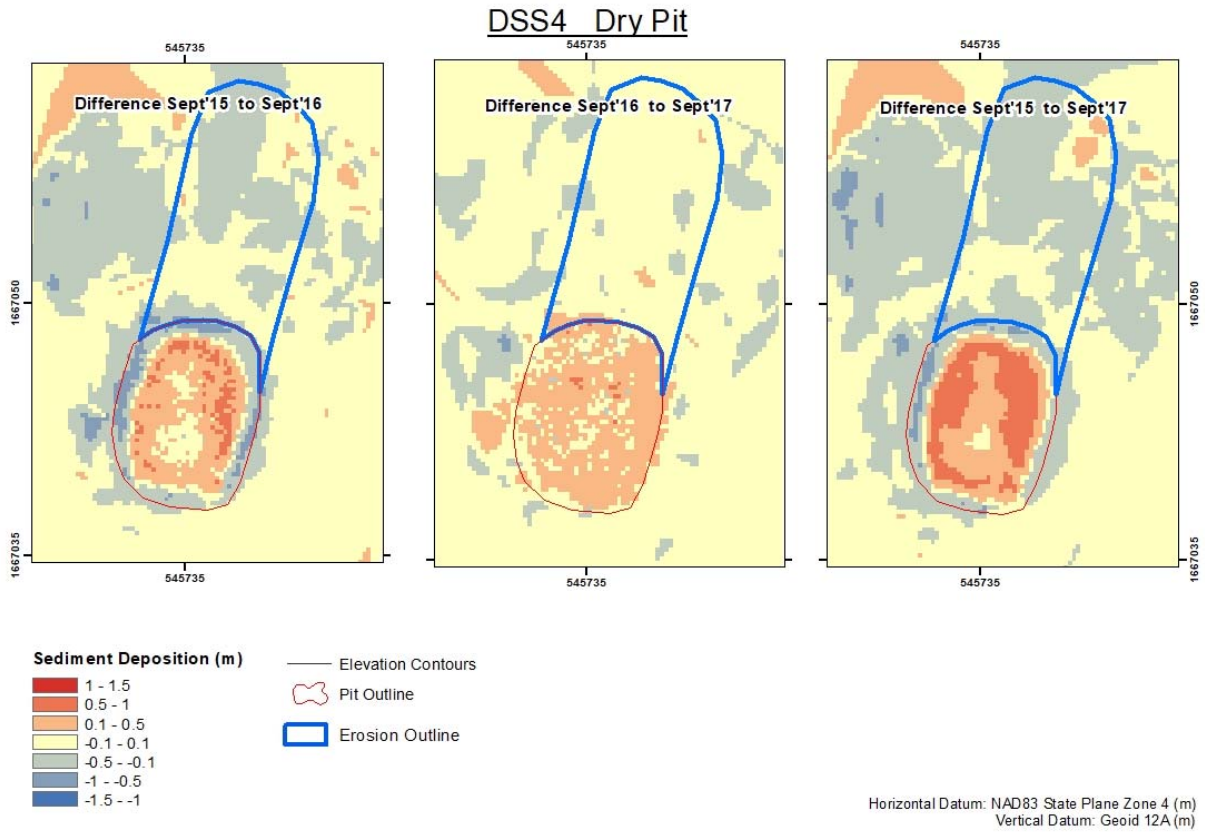 DSS4 Dry Pit
545735
545735
545735
Difference Sept'15 to Sept'16
Difference Sept'16 to Sept'17
Difference Sept'15 to Sept'17
1667050
1667050
1667035
1667035
545735
545735
545735
Sediment Deposition (m)
1 - 1.5
0.5 - 1
0.1 - 0.5
-0.1 - 0.1
-0.5 - -0.1
-1 - -0.5
-1.5 - -1
Elevation Contours
Pit Outline
Erosion Outline
Horizontal Datum: NAD83 State Plane Zone 4 (m)
Vertical Datum: Geoid 12A (m)